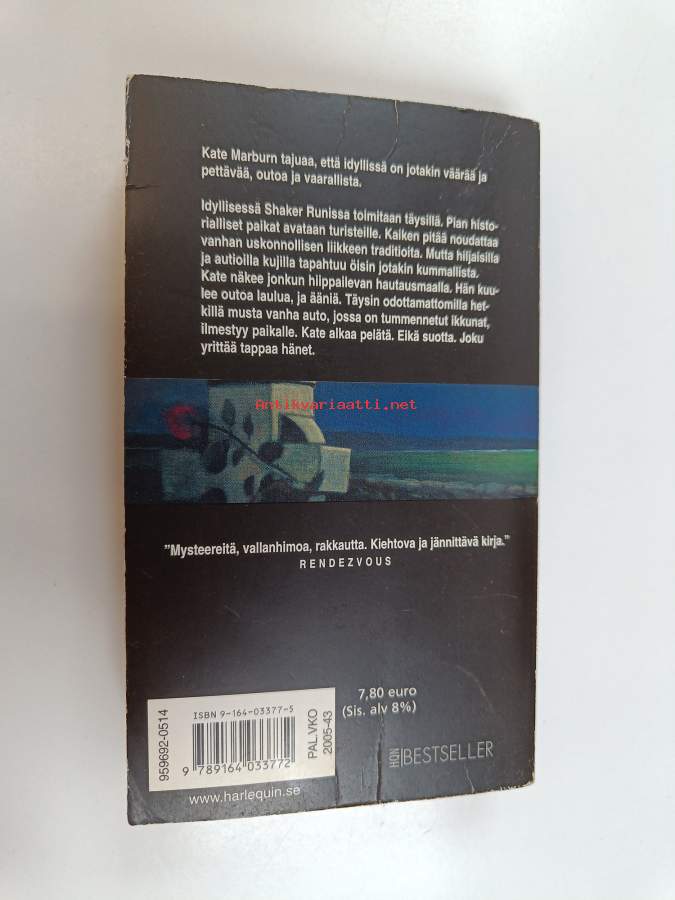 Kate Marburn tajuaa, että idyllissä on jotakin väärää ja
pettävää, outoa ja vaarallista.
Idyllisessä Shaker Runissa toimitaan täysillä. Pian histo-
rialliset paikat avataan turisteille. Kaiken pitää noudattaa
vanhan uskonnollisen liikkeen traditioita. Mutta hiljaisilla
ja autioilla kujilla tapahtuu öisin jotakin kummallista.
Kate näkee jonkun hiippailevan hautausmaalla. Hän kuu-
lee outoa laulua, ja ääniä. Täysin odottamattomilla het-
killä musta vanha auto, jossa on tummennetut ikkunat,
ilmestyy paikalle. Kate alkaa pelätä. Eikä suotta. Joku
yrittää tappaa hänet.
Antikvariaatti.net
"Mysteereitä, vallanhimoa, rakkautta. Kiehtova ja jännittävä kirja."
RENDEZVOUS
959692-0514
ISBN 9-164-03377-5
9 789164 033772
PAL.VKO
2005-43
www.harlequin.se
7,80 euro
(Sis. alv 8%)
HQN BESTSELLER